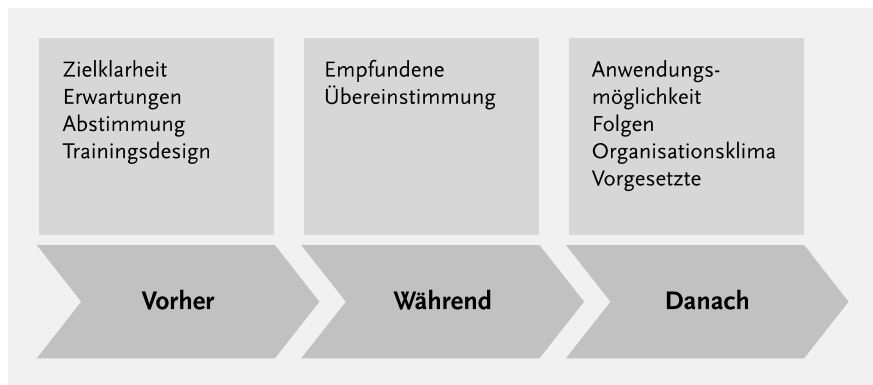 Zielklarheit
Erwartungen
Abstimmung
Trainingsdesign
Empfundene
Übereinstimmung
Anwendungs-
möglichkeit
Folgen
Organisationsklima
Vorgesetzte
Vorher
Während
Danach